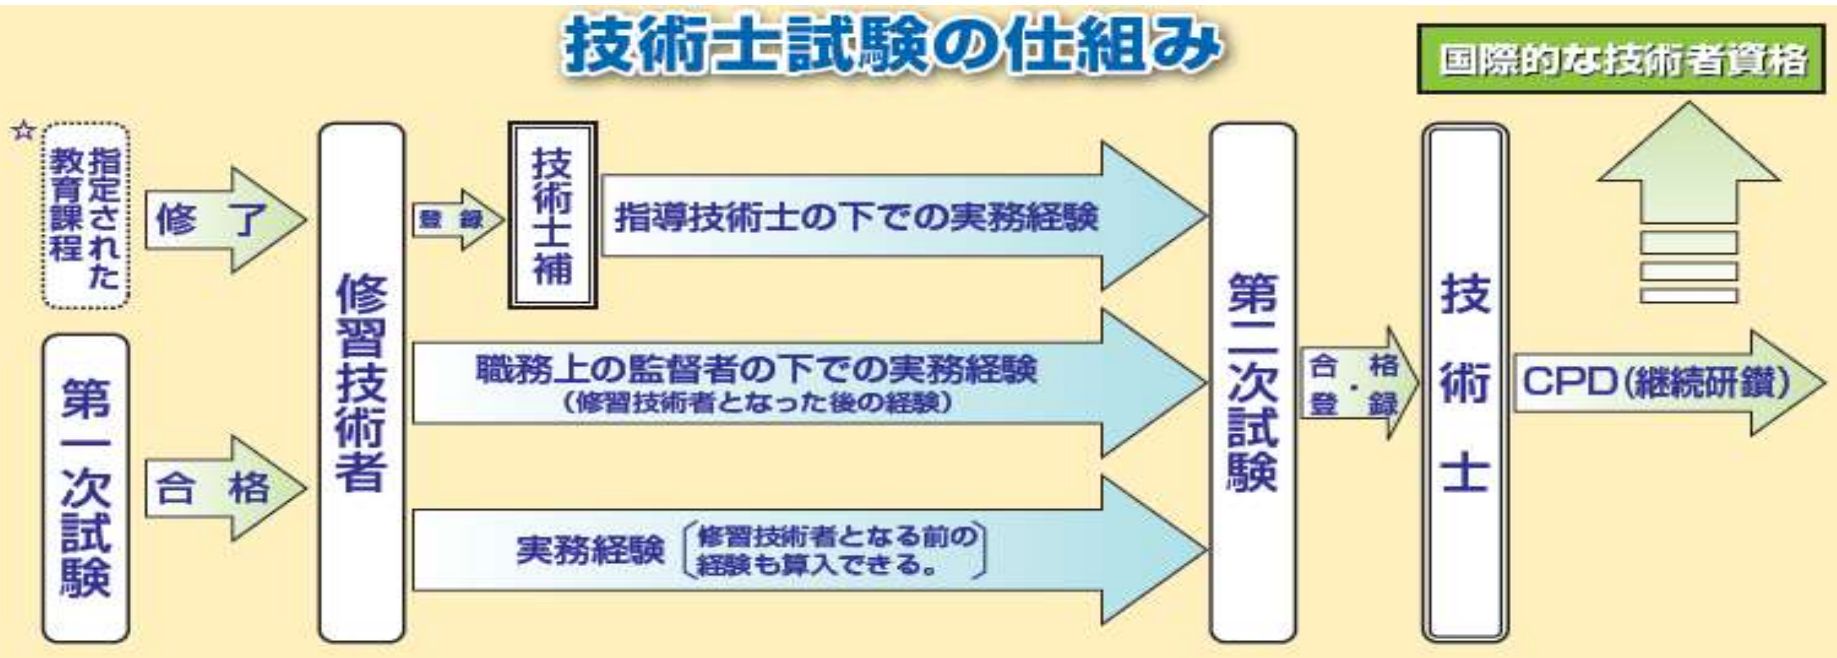 技術士試験の仕組み
国際的な技術者資格
☆
指定された
教育課程
修了
第一次試験
合格
修習技術者
登録
技術士補
指導技術士の下での実務経験
職務上の監督者の下での実務経験
（修習技術者となった後の経験）
実務経験
修習技術者となる前の
経験も算入できる。
第二次試験
合格・
登録
技術士
CPD（継続研鑽）